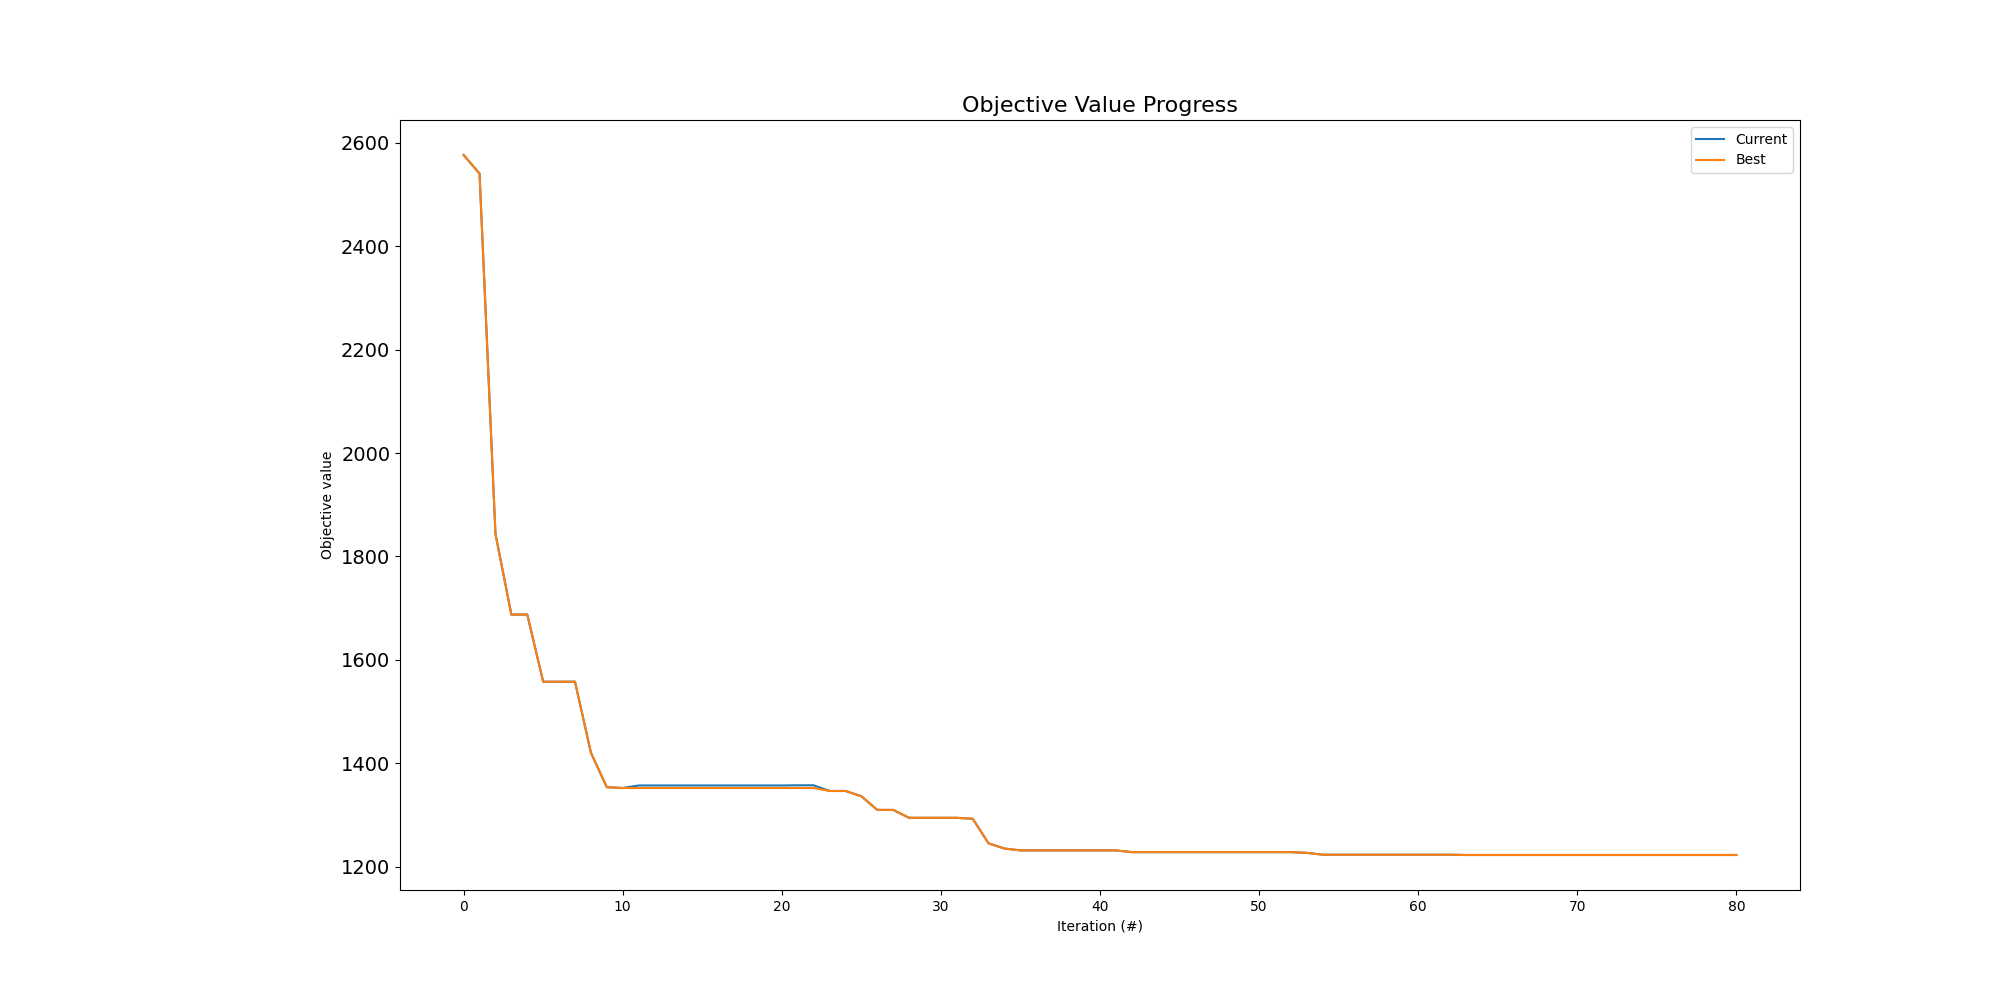 Objective Value Progress
Current
Best
2600
2400
2200
2000
1800
1600
1400
1200
Objective value
0 10 20 30 40 50 60 70 80
Iteration (#)